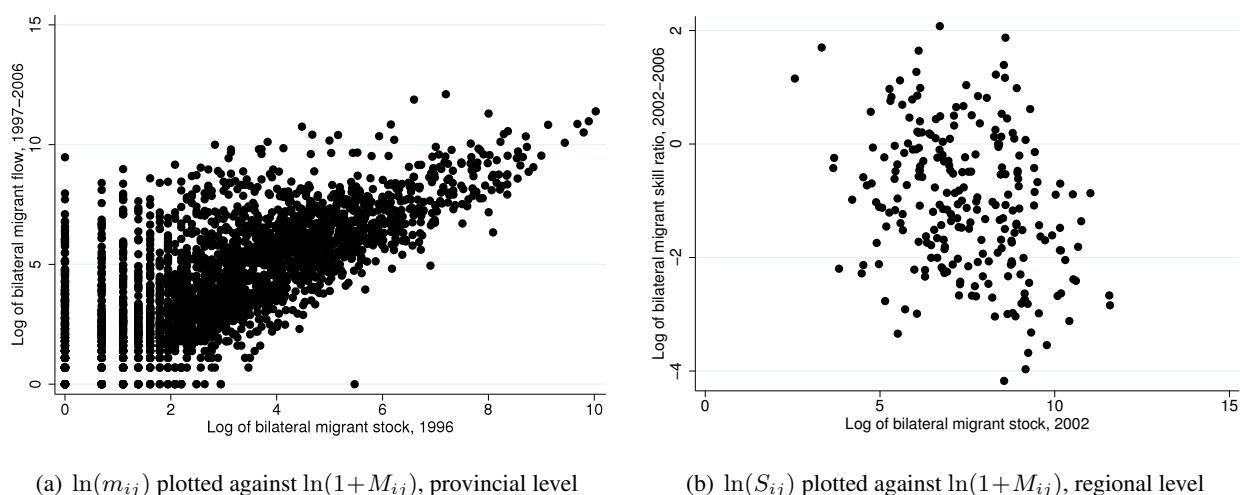 15
10
5
0
Log of bilateral migrant flow, 1997–2006
0 2 4 6 8 10
Log of bilateral migrant stock, 1996
(a) ln(m_ij) plotted against ln(1+M_ij), provincial level
2
0
−2
−4
Log of bilateral migrant skill ratio, 2002–2006
0 5 10 15
Log of bilateral migrant stock, 2002
(b) ln(S_ij) plotted against ln(1+M_ij), regional level